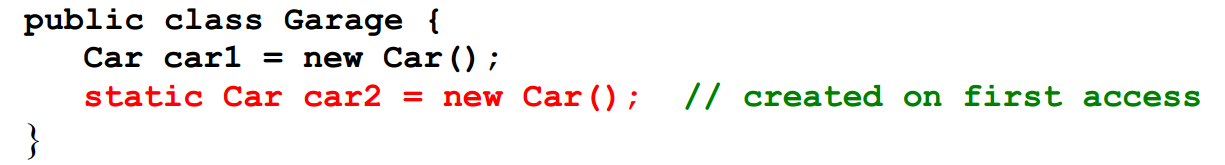 public class Garage {
Car car1 = new Car();
static Car car2 = new Car(); // created on first access
}